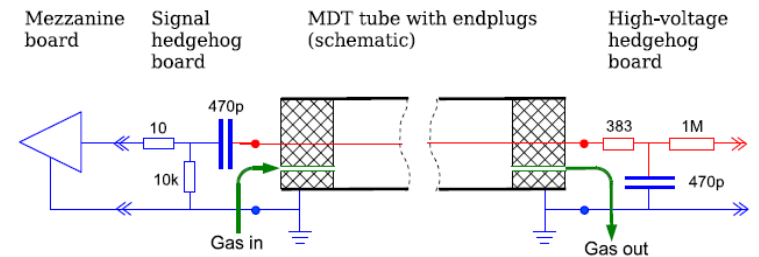 Mezzanine
board
Signal
hedgehog
board
MDT tube with endplugs
(schematic)
High-voltage
hedgehog
board
470p
10
10k
383
1M
470p
Gas in
Gas out